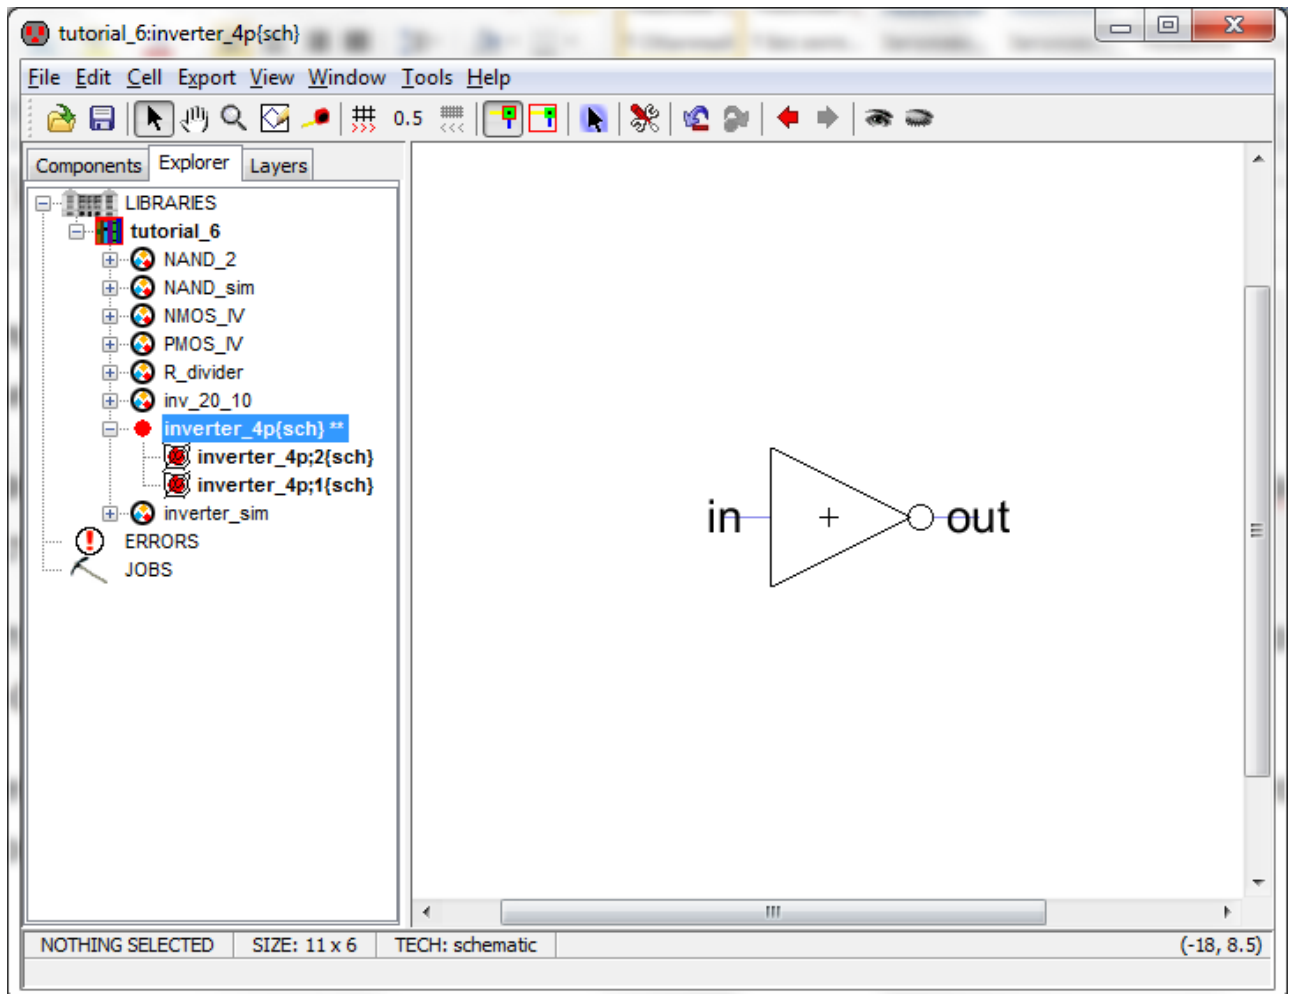 tutorial_6:inverter_4p{sch}
File Edit Cell Export View Window Tools Help
0.5
Components Explorer Layers
LIBRARIES
tutorial_6
NAND_2
NAND_sim
NMOS_IV
PMOS_IV
R_divider
inv_20_10
inverter_4p{sch} **
inverter_4p;2{sch}
inverter_4p;1{sch}
inverter_sim
ERRORS
JOBS
in out
NOTHING SELECTED SIZE: 11 x 6 TECH: schematic (-18, 8.5)